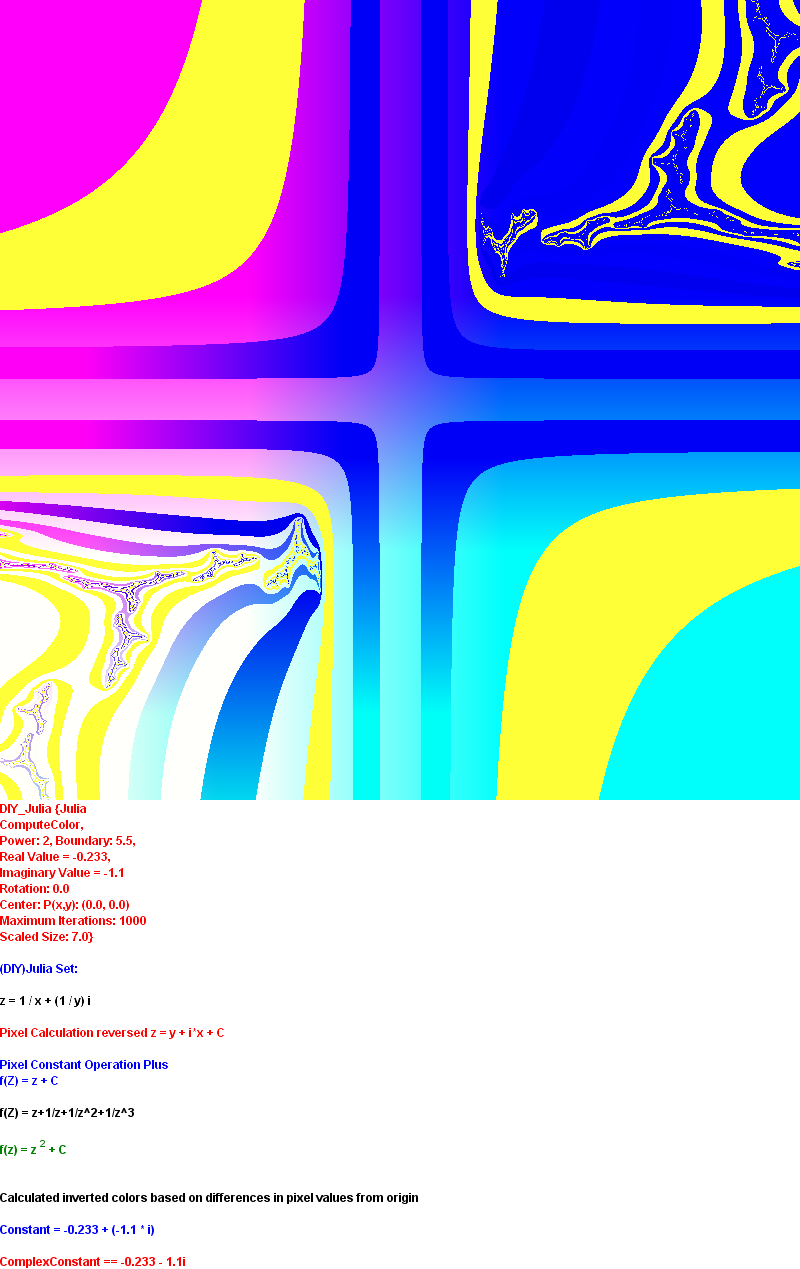 DIY_Julia {Julia
ComputeColor,
Power: 2, Boundary: 5.5,
Real Value = -0.233,
Imaginary Value = -1.1
Rotation: 0.0
Center: P(x,y): (0.0, 0.0)
Maximum Iterations: 1000
Scaled Size: 7.0}
(DIY)Julia Set:
z = 1 / x + (1 / y) i
Pixel Calculation reversed z = y + i*x + C
Pixel Constant Operation Plus
f(Z) = z + C
f(Z) = z+1/z+1/z^2+1/z^3
f(z) = z 2 + C
Calculated inverted colors based on differences in pixel values from origin
Constant = -0.233 + (-1.1 * i)
ComplexConstant == -0.233 - 1.1i